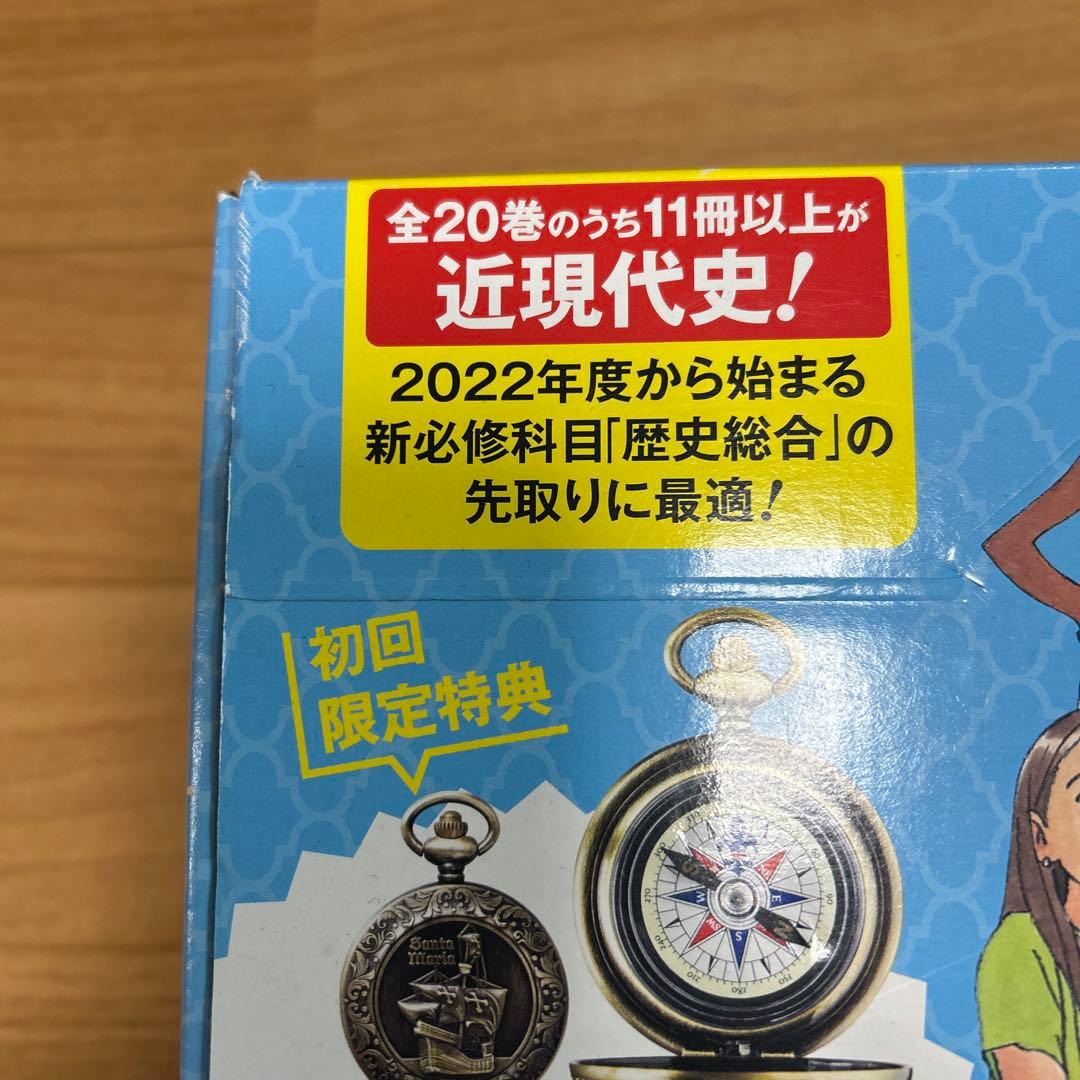 全20巻のうち11冊以上が
近現代史!
2022年度から始まる
新必修科目「歴史総合」の
先取りに最適!
初回
限定特典
Santa
Maria